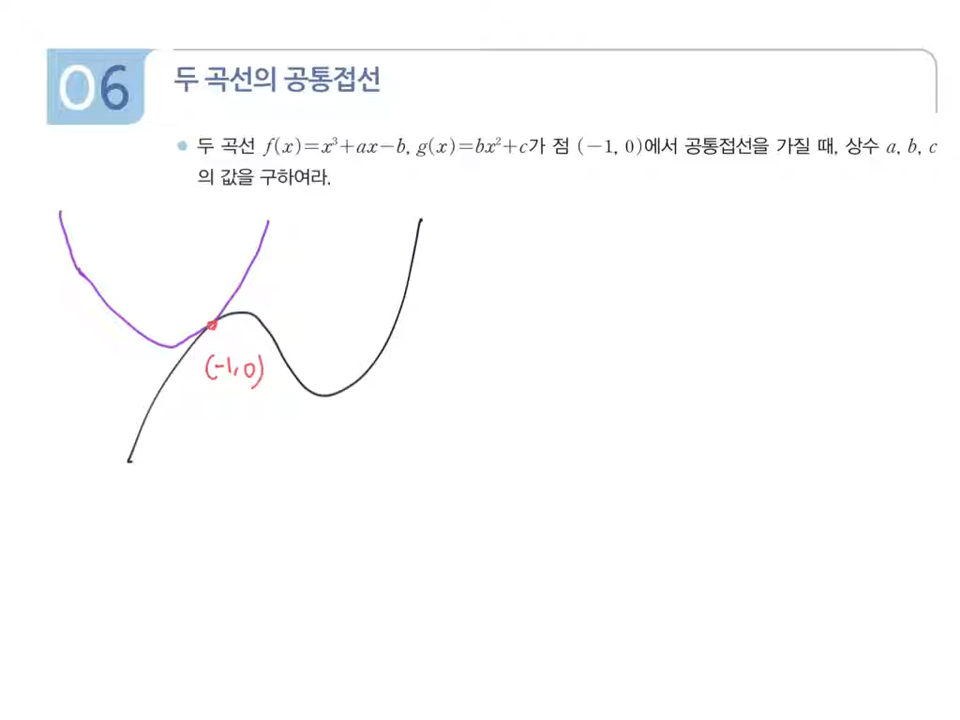 06
두 곡선의 공통접선
두 곡선 f(x)=x³+ax−b, g(x)=bx²+c가 점 (−1, 0)에서 공통접선을 가질 때, 상수 a, b, c
의 값을 구하여라.
(-1, 0)